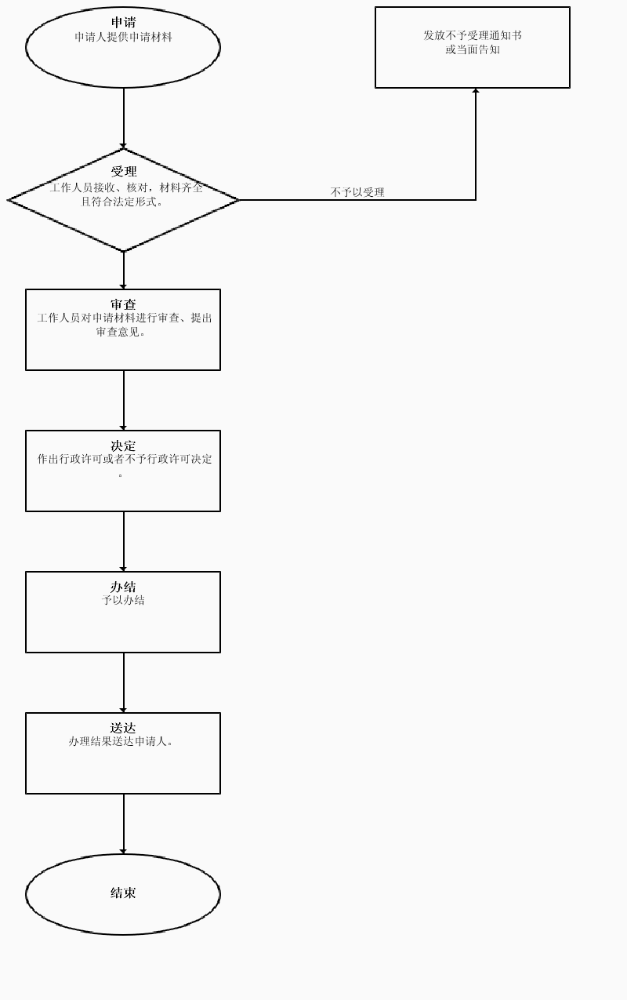 申请
申请人提供申请材料
发放不予受理通知书
或当面告知
受理
工作人员接收、核对，材料齐全
且符合法定形式。
不予以受理
审查
工作人员对申请材料进行审查、提出
审查意见。
决定
作出行政许可或者不予行政许可决定
。
办结
予以办结
送达
办理结果送达申请人。
结束